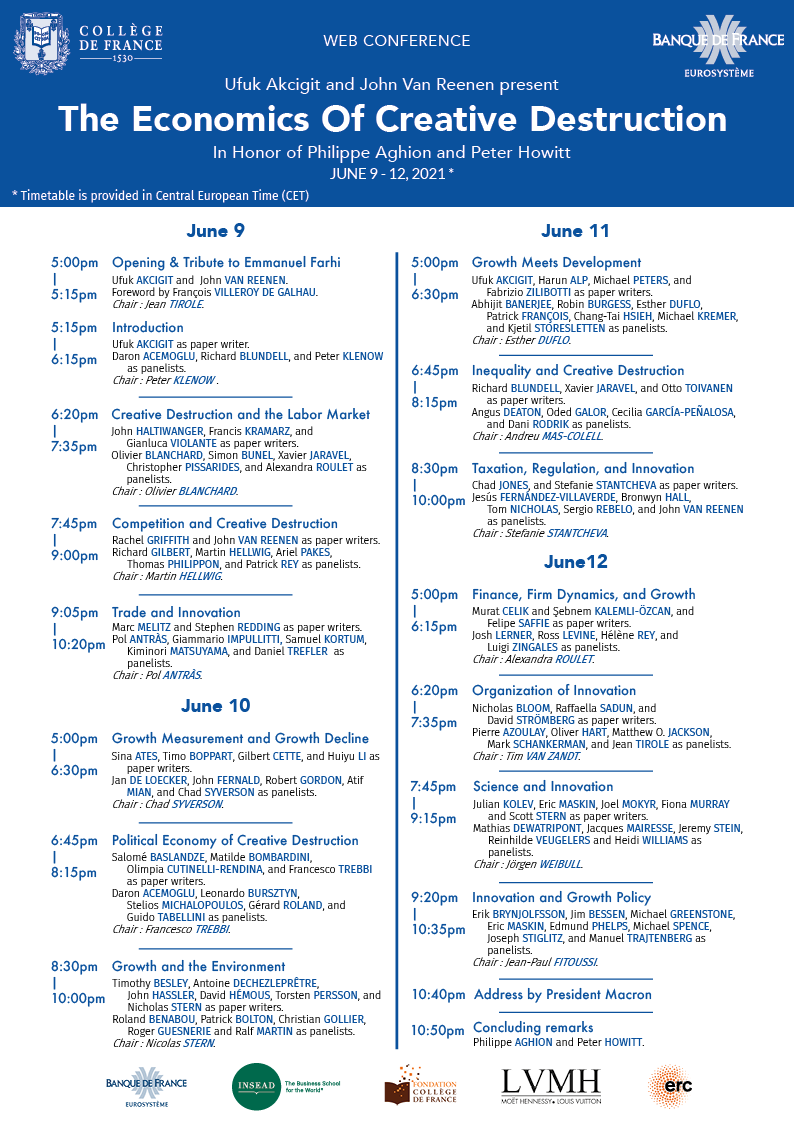 COLLÈGE
DE FRANCE
1530
WEB CONFERENCE
BANQUE DE FRANCE
EUROSYSTÈME
Ufuk Akcigit and John Van Reenen present
The Economics Of Creative Destruction
In Honor of Philippe Aghion and Peter Howitt
JUNE 9 - 12, 2021 *
* Timetable is provided in Central European Time (CET)
June 9
5:00pm
|
5:15pm
Opening & Tribute to Emmanuel Farhi
Ufuk AKCIGIT and John VAN REENEN.
Foreword by François VILLEROY DE GALHAU.
Chair : Jean TIROLE.
5:15pm
|
6:15pm
Introduction
Ufuk AKCIGIT as paper writer.
Daron ACEMOGLU, Richard BLUNDELL, and Peter KLENOW
as panelists.
Chair : Peter KLENOW .
6:20pm
|
7:35pm
Creative Destruction and the Labor Market
John HALTIWANGER, Francis KRAMARZ, and
Gianluca VIOLANTE as paper writers.
Olivier BLANCHARD, Simon BUNEL, Xavier JARAVEL,
Christopher PISSARIDES, and Alexandra ROULET as
panelists.
Chair : Olivier BLANCHARD.
7:45pm
|
9:00pm
Competition and Creative Destruction
Rachel GRIFFITH and John VAN REENEN as paper writers.
Richard GILBERT, Martin HELLWIG, Ariel PAKES,
Thomas PHILIPPON, and Patrick REY as panelists.
Chair : Martin HELLWIG.
9:05pm
|
10:20pm
Trade and Innovation
Marc MELITZ and Stephen REDDING as paper writers.
Pol ANTRÀS, Giammario IMPULLITTI, Samuel KORTUM,
Kiminori MATSUYAMA, and Daniel TREFLER as
panelists.
Chair : Pol ANTRÀS.
June 10
5:00pm
|
6:30pm
Growth Measurement and Growth Decline
Sina ATES, Timo BOPPART, Gilbert CETTE, and Huiyu LI as
paper writers.
Jan DE LOECKER, John FERNALD, Robert GORDON, Atif
MIAN, and Chad SYVERSON as panelists.
Chair : Chad SYVERSON.
6:45pm
|
8:15pm
Political Economy of Creative Destruction
Salomé BASLANDZE, Matilde BOMBARDINI,
Olimpia CUTINELLI-RENDINA, and Francesco TREBBI
as paper writers.
Daron ACEMOGLU, Leonardo BURSZTYN,
Stelios MICHALOPOULOS, Gérard ROLAND, and
Guido TABELLINI as panelists.
Chair : Francesco TREBBI.
8:30pm
|
10:00pm
Growth and the Environment
Timothy BESLEY, Antoine DECHEZLEPRÊTRE,
John HASSLER, David HÉMOUS, Torsten PERSSON, and
Nicholas STERN as paper writers.
Roland BENABOU, Patrick BOLTON, Christian GOLLIER,
Roger GUESNERIE and Ralf MARTIN as panelists.
Chair : Nicolas STERN.
June 11
5:00pm
|
6:30pm
Growth Meets Development
Ufuk AKCIGIT, Harun ALP, Michael PETERS, and
Fabrizio ZILIBOTTI as paper writers.
Abhijit BANERJEE, Robin BURGESS, Esther DUFLO,
Patrick FRANÇOIS, Chang-Tai HSIEH, Michael KREMER,
and Kjetil STORESLETTEN as panelists.
Chair : Esther DUFLO.
6:45pm
|
8:15pm
Inequality and Creative Destruction
Richard BLUNDELL, Xavier JARAVEL, and Otto TOIVANEN
as paper writers.
Angus DEATON, Oded GALOR, Cecilia GARCÍA-PEÑALOSA,
and Dani RODRIK as panelists.
Chair : Andreu MAS-COLELL.
8:30pm
|
10:00pm
Taxation, Regulation, and Innovation
Chad JONES, and Stefanie STANTCHEVA as paper writers.
Jesús FERNÁNDEZ-VILLAVERDE, Bronwyn HALL,
Tom NICHOLAS, Sergio REBELO, and John VAN REENEN
as panelists.
Chair : Stefanie STANTCHEVA.
June12
5:00pm
|
6:15pm
Finance, Firm Dynamics, and Growth
Murat CELIK and Şebnem KALEMLI-ÖZCAN, and
Felipe SAFFIE as paper writers.
Josh LERNER, Ross LEVINE, Hélène REY, and
Luigi ZINGALES as panelists.
Chair : Alexandra ROULET.
6:20pm
|
7:35pm
Organization of Innovation
Nicholas BLOOM, Raffaella SADUN, and
David STRÖMBERG as paper writers.
Pierre AZOULAY, Oliver HART, Matthew O. JACKSON,
Mark SCHANKERMAN, and Jean TIROLE as panelists.
Chair : Tim VAN ZANDT.
7:45pm
|
9:15pm
Science and Innovation
Julian KOLEV, Eric MASKIN, Joel MOKYR, Fiona MURRAY
and Scott STERN as paper writers.
Mathias DEWATRIPONT, Jacques MAIRESSE, Jeremy STEIN,
Reinhilde VEUGELERS and Heidi WILLIAMS as
panelists.
Chair : Jörgen WEIBULL.
9:20pm
|
10:35pm
Innovation and Growth Policy
Erik BRYNJOLFSSON, Jim BESSEN, Michael GREENSTONE,
Eric MASKIN, Edmund PHELPS, Michael SPENCE,
Joseph STIGLITZ, and Manuel TRAJTENBERG as
panelists.
Chair : Jean-Paul FITOUSSI.
10:40pm Address by President Macron
10:50pm Concluding remarks
Philippe AGHION and Peter HOWITT.
BANQUE DE FRANCE
EUROSYSTÈME
INSEAD
The Business School
for the World®
FONDATION
COLLÈGE
DE FRANCE
LVMH
MOËT HENNESSY • LOUIS VUITTON
erc